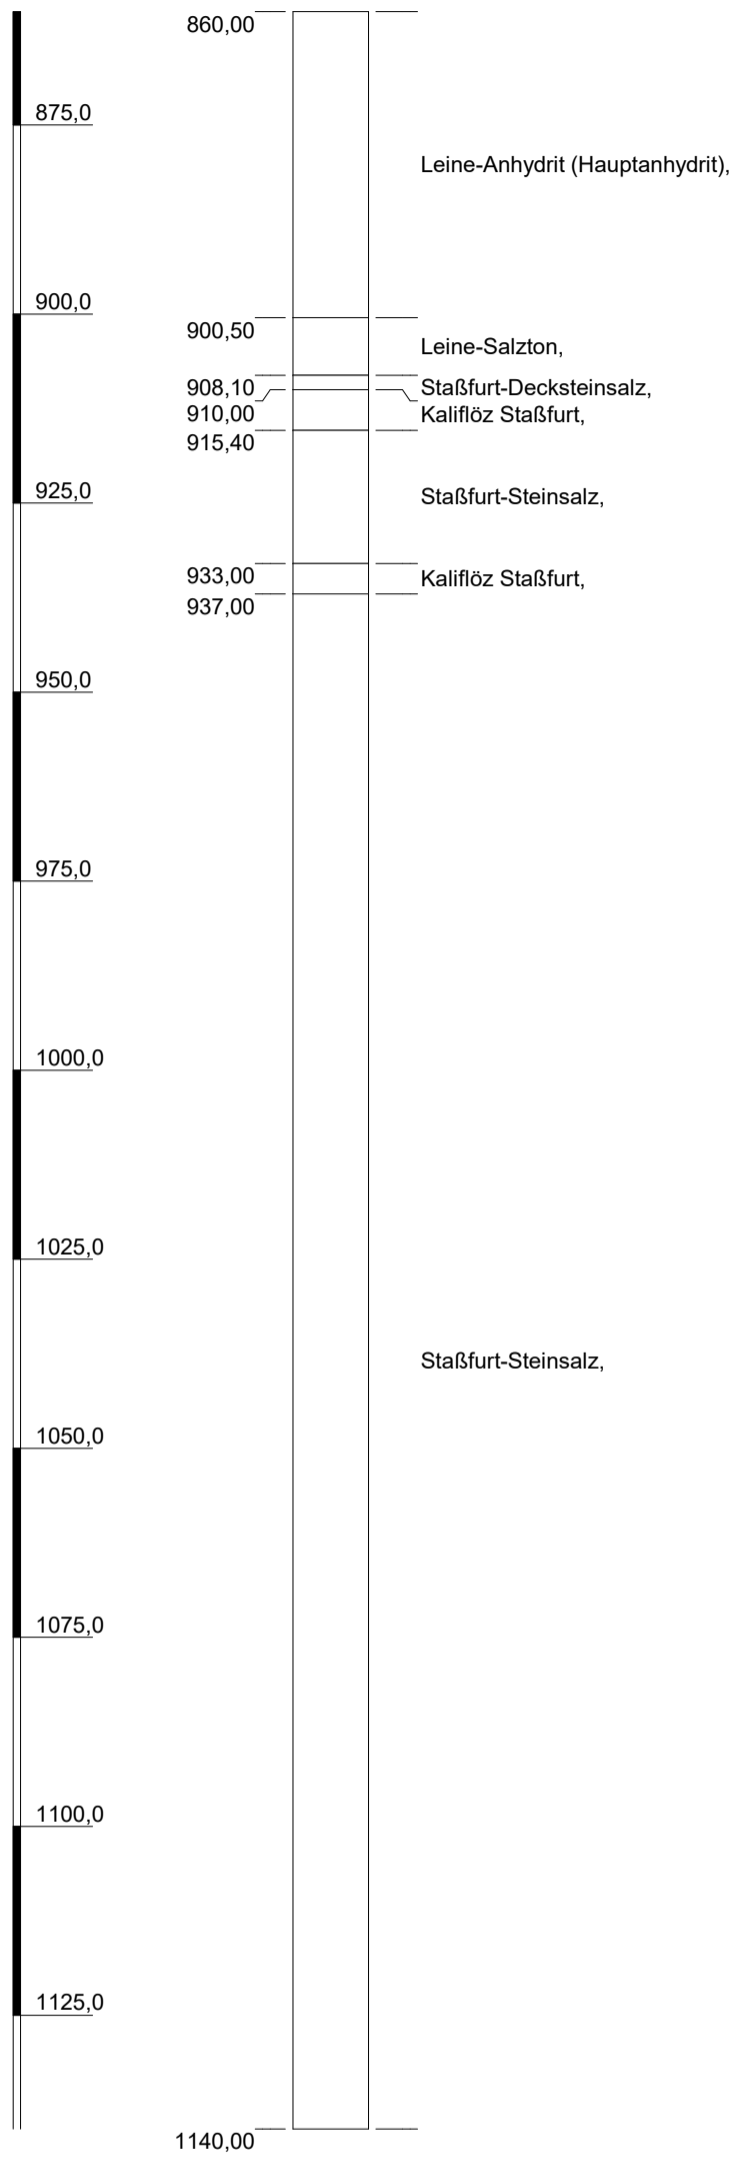 860,00
875,0
Leine-Anhydrit (Hauptanhydrit),
900,0
900,50
Leine-Salzton,
908,10
Staßfurt-Decksteinsalz,
910,00
Kaliflöz Staßfurt,
915,40
925,0
Staßfurt-Steinsalz,
933,00
Kaliflöz Staßfurt,
937,00
950,0
975,0
1000,0
1025,0
Staßfurt-Steinsalz,
1050,0
1075,0
1100,0
1125,0
1140,00